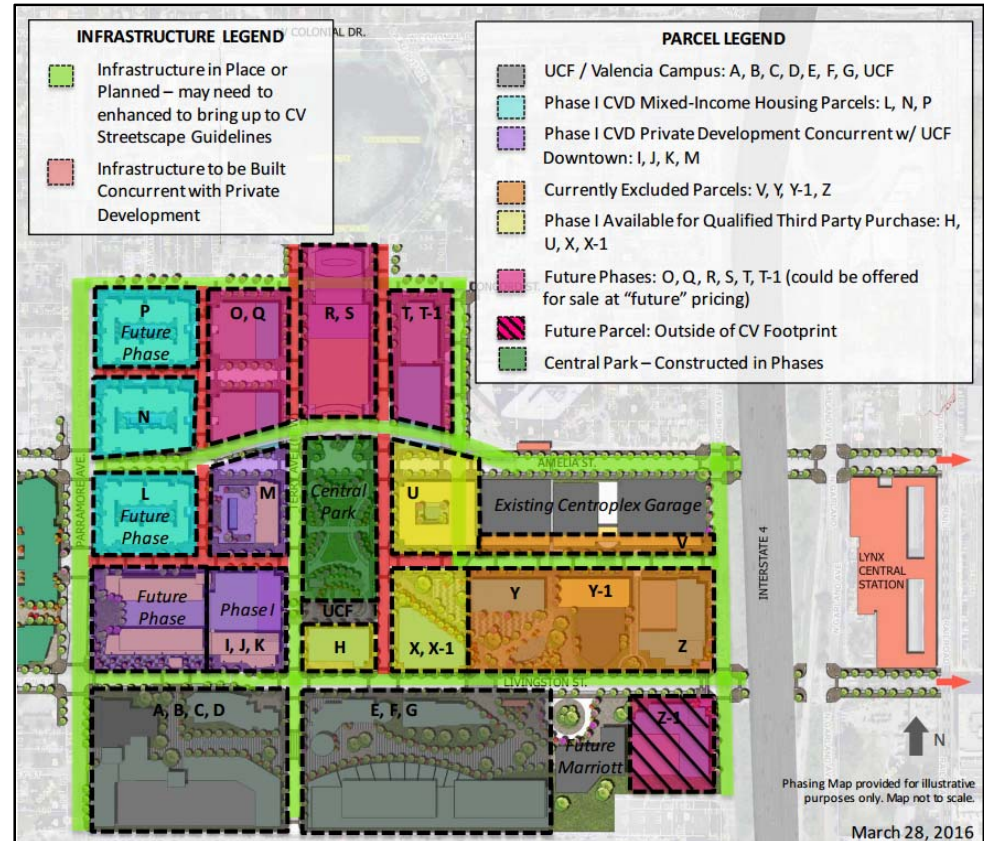 INFRASTRUCTURE LEGEND
Infrastructure in Place or
Planned – may need to
enhanced to bring up to CV
Streetscape Guidelines
Infrastructure to be Built
Concurrent with Private
Development
COLONIAL DR.
PARCEL LEGEND
UCF / Valencia Campus: A, B, C, D, E, F, G, UCF
Phase I CVD Mixed-Income Housing Parcels: L, N, P
Phase I CVD Private Development Concurrent w/ UCF
Downtown: I, J, K, M
Currently Excluded Parcels: V, Y, Y-1, Z
Phase I Available for Qualified Third Party Purchase: H,
U, X, X-1
Future Phases: O, Q, R, S, T, T-1 (could be offered
for sale at “future” pricing)
Future Parcel: Outside of CV Footprint
Central Park – Constructed in Phases
P
Future
Phase
O, Q
R, S
T, T-1
N
AMELIA ST.
PARRAMORE AVE.
L
Future
Phase
M
Central
Park
U
Existing Centroplex Garage
V
INTERSTATE 4
LYNX
CENTRAL
STATION
Future
Phase
Phase I
I, J, K
UCF
H
X, X-1
Y
Y-1
Z
LIVINGSTON ST.
A, B, C, D
E, F, G
Future
Marriott
Z-1
N
Phasing Map provided for illustrative
purposes only. Map not to scale.
March 28, 2016